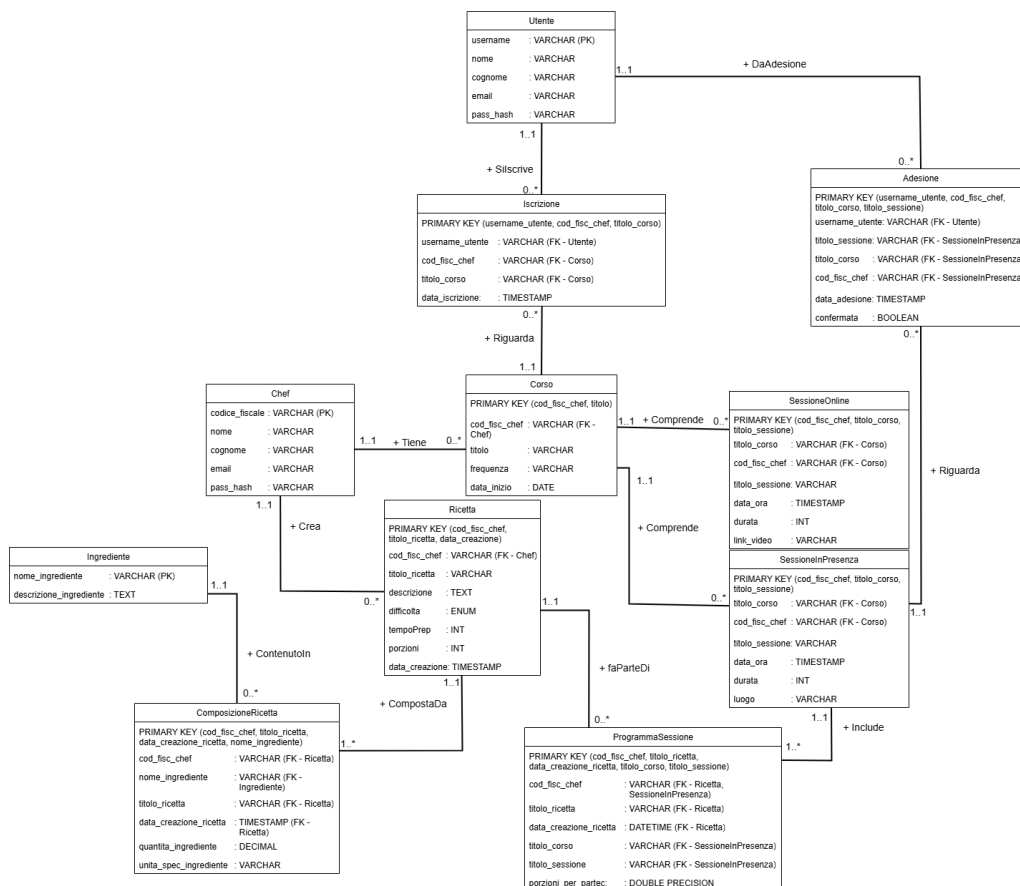 Utente
username : VARCHAR (PK)
nome : VARCHAR
cognome : VARCHAR
email : VARCHAR
pass_hash : VARCHAR
1..1
+ DaAdesione
1..1
+ SiIscrive
0..*
0..*
Iscrizione
PRIMARY KEY (username_utente, cod_fisc_chef, titolo_corso)
username_utente : VARCHAR (FK - Utente)
cod_fisc_chef : VARCHAR (FK - Corso)
titolo_corso : VARCHAR (FK - Corso)
data_iscrizione: : TIMESTAMP
0..*
Adesione
PRIMARY KEY (username_utente, cod_fisc_chef,
titolo_corso, titolo_sessione)
username_utente: VARCHAR (FK - Utente)
titolo_sessione: VARCHAR (FK - SessioneInPresenza
titolo_corso : VARCHAR (FK - SessioneInPresenza
cod_fisc_chef : VARCHAR (FK - SessioneInPresenza
data_adesione: TIMESTAMP
confermata : BOOLEAN
0..*
+ Riguarda
1..1
Chef
codice_fiscale : VARCHAR (PK)
nome : VARCHAR
cognome : VARCHAR
email : VARCHAR
pass_hash : VARCHAR
1..1
+ Tiene
0..*
Corso
PRIMARY KEY (cod_fisc_chef, titolo)
cod_fisc_chef : VARCHAR (FK -
Chef)
titolo : VARCHAR
frequenza : VARCHAR
data_inizio : DATE
1..1
+ Comprende
0..*
SessioneOnline
PRIMARY KEY (cod_fisc_chef, titolo_corso,
titolo_sessione)
titolo_corso : VARCHAR (FK - Corso)
cod_fisc_chef : VARCHAR (FK - Corso)
titolo_sessione: VARCHAR
data_ora : TIMESTAMP
durata : INT
link_video : VARCHAR
+ Riguarda
1..1
+ Comprende
0..*
1..1
+ Crea
0..*
Ricetta
PRIMARY KEY (cod_fisc_chef,
titolo_ricetta, data_creazione)
cod_fisc_chef : VARCHAR (FK - Chef)
titolo_ricetta : VARCHAR
descrizione : TEXT
difficolta : ENUM
tempoPrep : INT
porzioni : INT
data_creazione: TIMESTAMP
1..1
SessioneInPresenza
PRIMARY KEY (cod_fisc_chef, titolo_corso,
titolo_sessione)
titolo_corso : VARCHAR (FK - Corso)
cod_fisc_chef : VARCHAR (FK - Corso)
titolo_sessione: VARCHAR
data_ora : TIMESTAMP
durata : INT
luogo : VARCHAR
1..1
Ingrediente
nome_ingrediente : VARCHAR (PK)
descrizione_ingrediente : TEXT
1..1
+ ContenutoIn
0..*
1..1
+ CompostaDa
1..*
+ faParteDi
0..*
1..1
+ Include
1..*
ComposizioneRicetta
PRIMARY KEY (cod_fisc_chef, titolo_ricetta,
data_creazione_ricetta, nome_ingrediente)
cod_fisc_chef : VARCHAR (FK - Ricetta)
nome_ingrediente : VARCHAR (FK -
Ingrediente)
titolo_ricetta : VARCHAR (FK - Ricetta)
data_creazione_ricetta : TIMESTAMP (FK -
Ricetta)
quantita_ingrediente : DECIMAL
unita_spec_ingrediente : VARCHAR
ProgrammaSessione
PRIMARY KEY (cod_fisc_chef, titolo_ricetta,
data_creazione_ricetta, titolo_corso, titolo_sessione)
cod_fisc_chef : VARCHAR (FK - Ricetta,
SessioneInPresenza)
titolo_ricetta : VARCHAR (FK - Ricetta)
data_creazione_ricetta : DATETIME (FK - Ricetta)
titolo_corso : VARCHAR (FK - SessioneInPresenza)
titolo_sessione : VARCHAR (FK - SessioneInPresenza)
porzioni_per_partec: : DOUBLE PRECISION